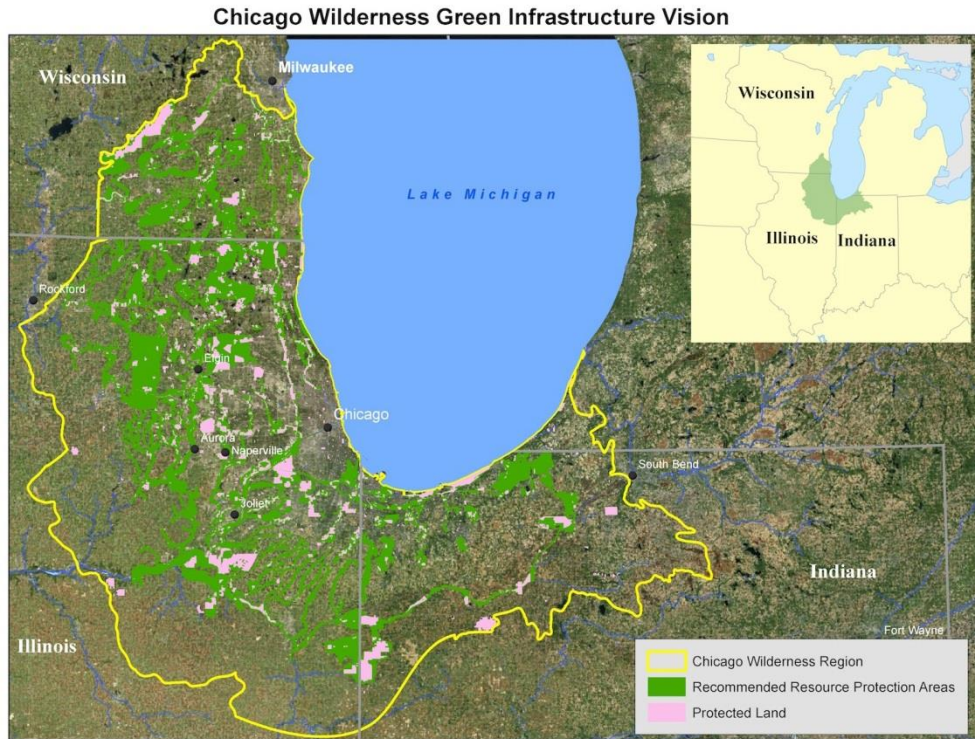 Chicago Wilderness Green Infrastructure Vision
Wisconsin
Milwaukee
Lake Michigan
Rockford
Elgin
Chicago
Aurora
Naperville
Joliet
South Bend
Indiana
Fort Wayne
Illinois
Wisconsin
Illinois
Indiana
Chicago Wilderness Region
Recommended Resource Protection Areas
Protected Land